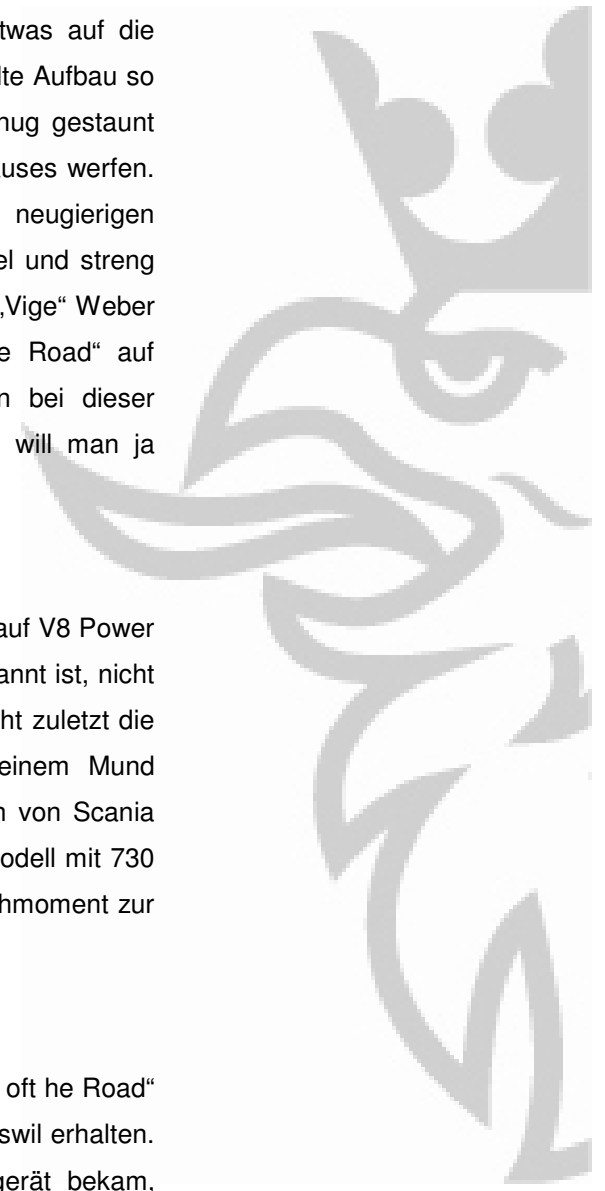 twas auf die
lte Aufbau so
nug gestaunt
uses werfen.
neugierigen
el und streng
„Vige“ Weber
e Road“ auf
n bei dieser
will man ja
auf V8 Power
annt ist, nicht
ht zuletzt die
einem Mund
n von Scania
odell mit 730
hmoment zur
oft he Road“
swil erhalten.
gerät bekam,